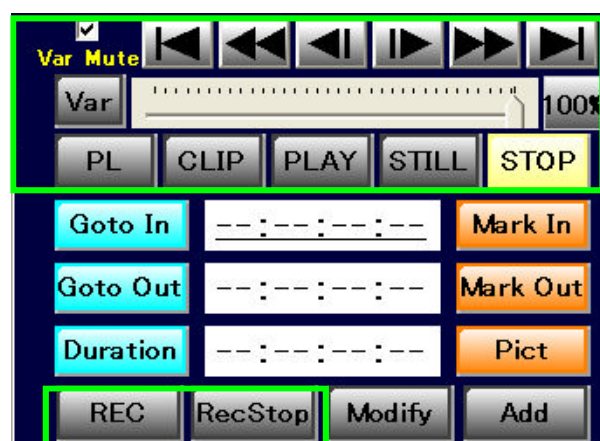 Var Mute
Var 100%
PL CLIP PLAY STILL STOP
Goto In --:--:--:-- Mark In
Goto Out --:--:--:-- Mark Out
Duration --:--:--:-- Pict
REC RecStop Modify Add